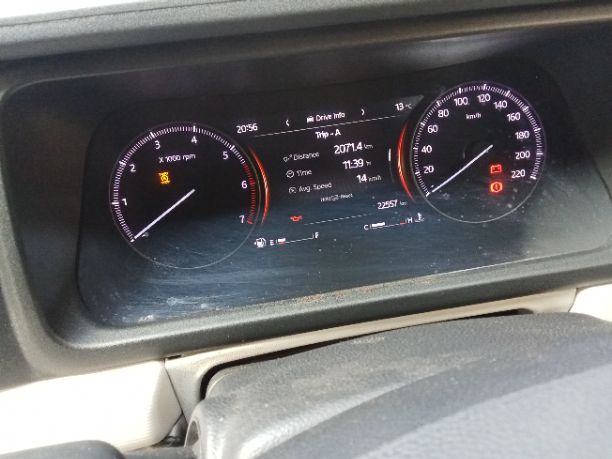 20:56
Drive Info
13 °C
Trip - A
Distance 2071.4 km
Time 11:39 h
Avg. Speed 14 km/h
22557 km
E F
C H
1 2 3 4 5 6 7
X 1000 rpm
20 40 60 80 100 120 140 160 180 200 220
km/h